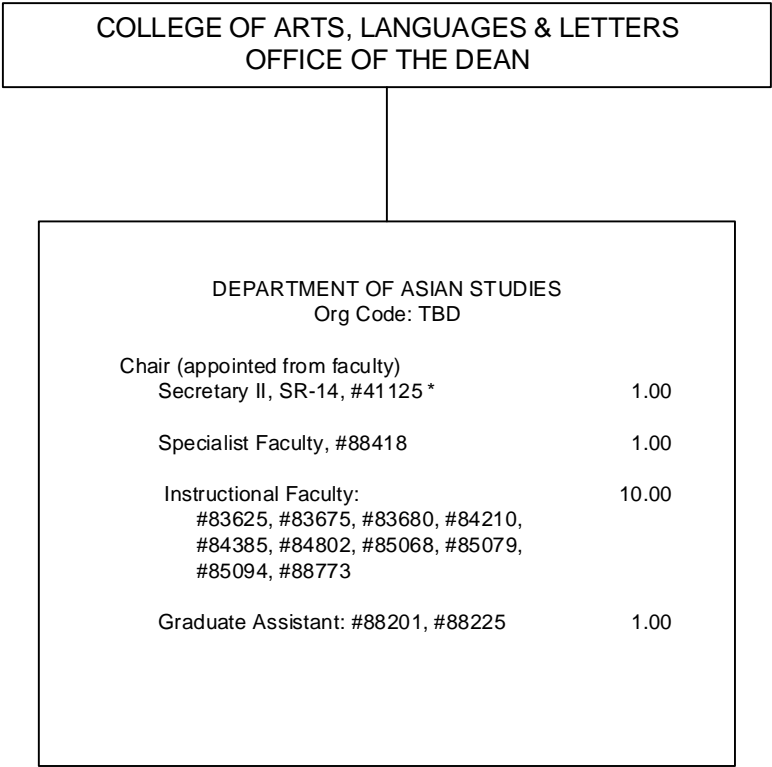 COLLEGE OF ARTS, LANGUAGES & LETTERS
OFFICE OF THE DEAN
DEPARTMENT OF ASIAN STUDIES
Org Code: TBD
Chair (appointed from faculty)
Secretary II, SR-14, #41125 * 1.00
Specialist Faculty, #88418 1.00
Instructional Faculty: 10.00
#83625, #83675, #83680, #84210,
#84385, #84802, #85068, #85079,
#85094, #88773
Graduate Assistant: #88201, #88225 1.00